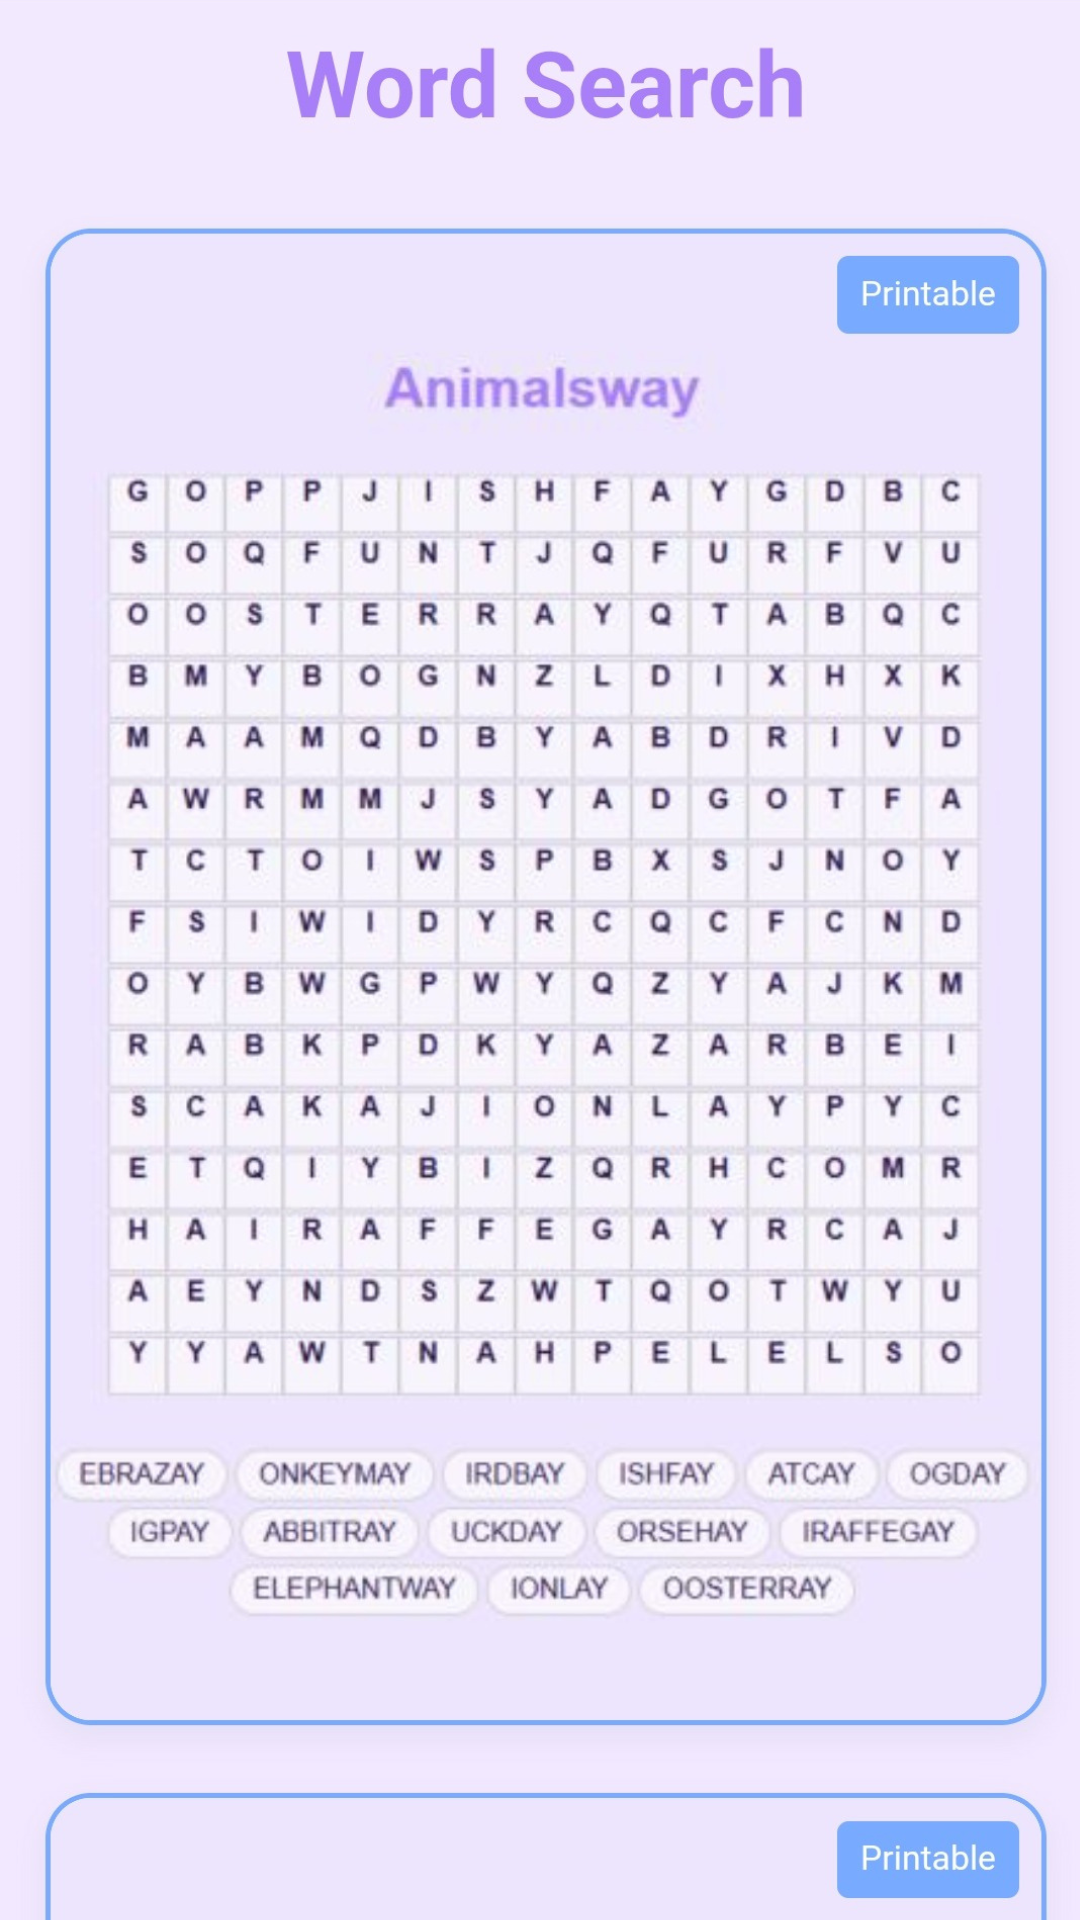 Word Search
Printable
Animalsway
G O P P J I S H F A Y G D B C
S O Q F U N T J Q F U R F V U
O O S T E R R A Y Q T A B Q C
B M Y B O G N Z L D I X H X K
M A A M Q D B Y A B D R I V D
A W R M M J S Y A D G O T F A
T C T O I W S P B X S J N O Y
F S I W I D Y R C Q C F C N D
O Y B W G P W Y Q Z Y A J K M
R A B K P D K Y A Z A R B E I
S C A K A J I O N L A Y P Y C
E T Q I Y B I Z Q R H C O M R
H A I R A F F E G A Y R C A J
A E Y N D S Z W T Q O T W Y U
Y Y A W T N A H P E L E L S O
EBRAZAY ONKEYMAY IRDBAY ISHFAY ATCAY OGDAY
IGPAY ABBITRAY UCKDAY ORSEHAY IRAFFEGAY
ELEPHANTWAY IONLAY OOSTERRAY
Printable